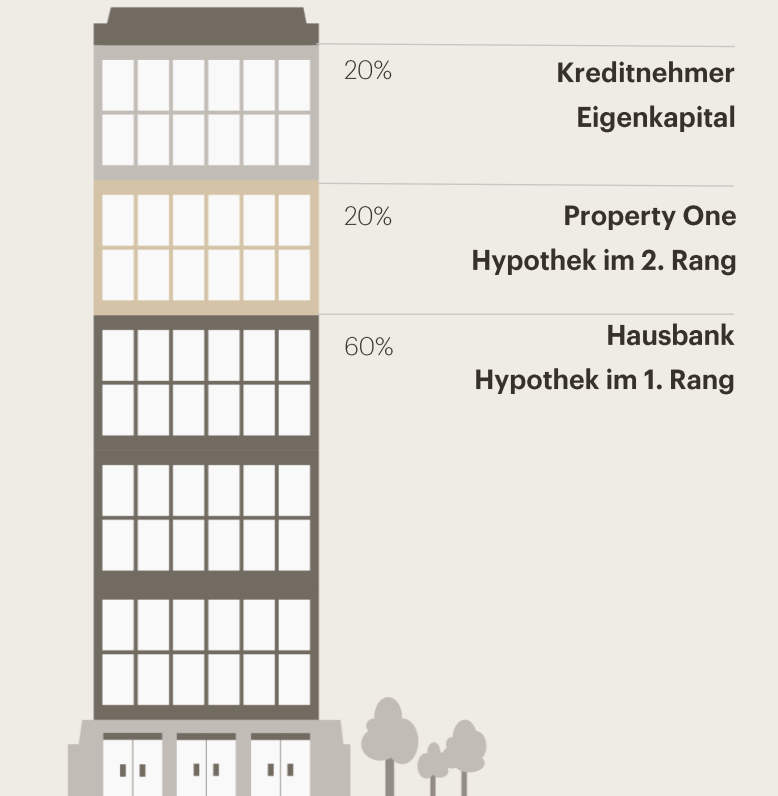 20%
Kreditnehmer
Eigenkapital
20%
Property One
Hypothek im 2. Rang
60%
Hausbank
Hypothek im 1. Rang